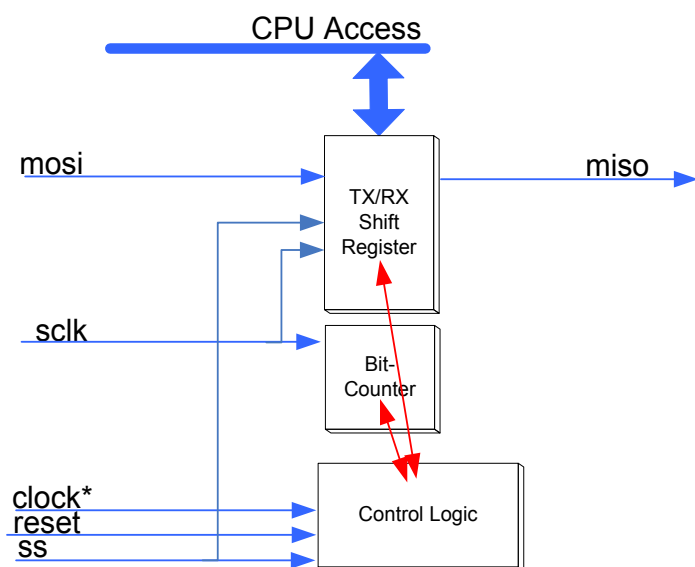 CPU Access
mosi
miso
TX/RX
Shift
Register
sclk
Bit-
Counter
clock*
reset
ss
Control Logic